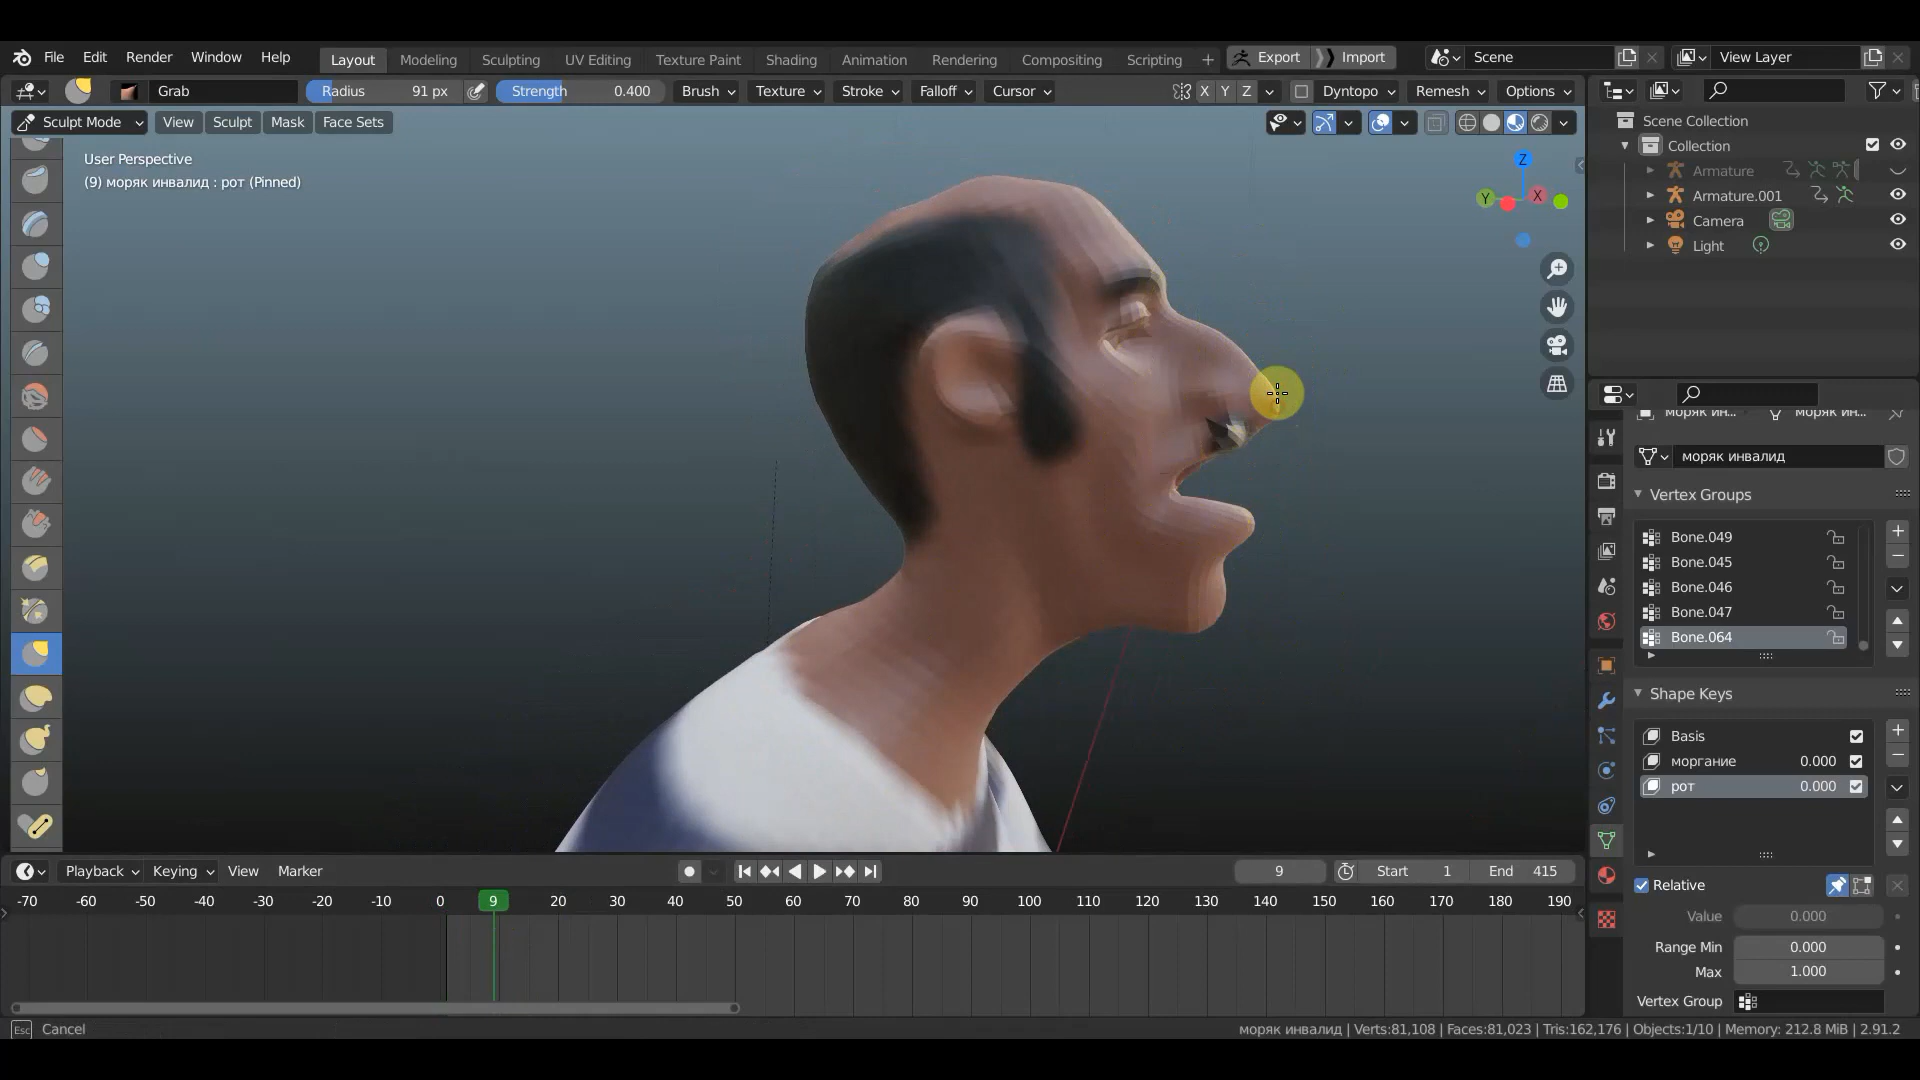 File Edit Render Window Help Layout Modeling Sculpting UV Editing Texture Paint Shading Animation Rendering Compositing Scripting + Export Import Scene View Layer
Grab Radius 91 px Strength 0.400 Brush Texture Stroke Falloff Cursor X Y Z Dyntopo Remesh Options
Sculpt Mode View Sculpt Mask Face Sets
User Perspective
(9) моряк инвалид : рот (Pinned)
Z
Y X
Scene Collection
Collection
Armature
Armature.001
Camera
Light
моряк ин... моряк ин...
моряк инвалид
Vertex Groups
Bone.049
Bone.045
Bone.046
Bone.047
Bone.064
Shape Keys
Basis
моргание 0.000
рот 0.000
Relative
Value 0.000
Range Min 0.000
Max 1.000
Vertex Group
Playback Keying View Marker 9 Start 1 End 415
-70 -60 -50 -40 -30 -20 -10 0 9 20 30 40 50 60 70 80 90 100 110 120 130 140 150 160 170 180 190
Esc Cancel моряк инвалид | Verts:81,108 | Faces:81,023 | Tris:162,176 | Objects:1/10 | Memory: 212.8 MiB | 2.91.2